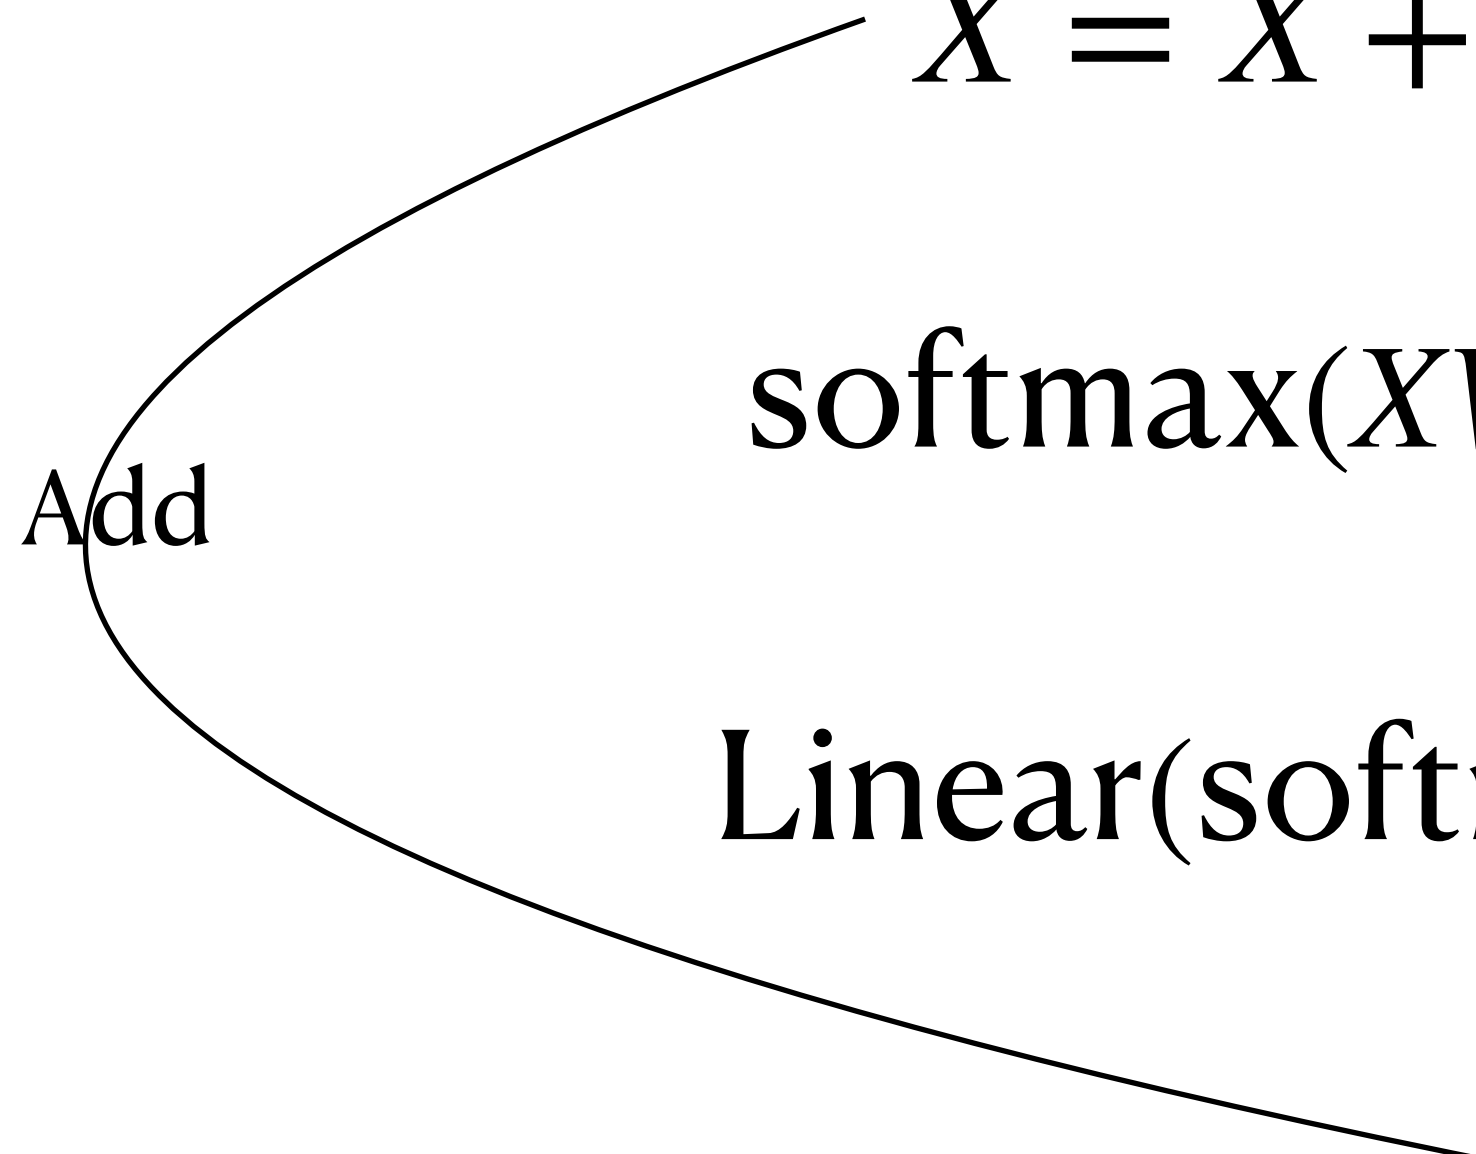 X = X +
softmax(X
Add
Linear(soft